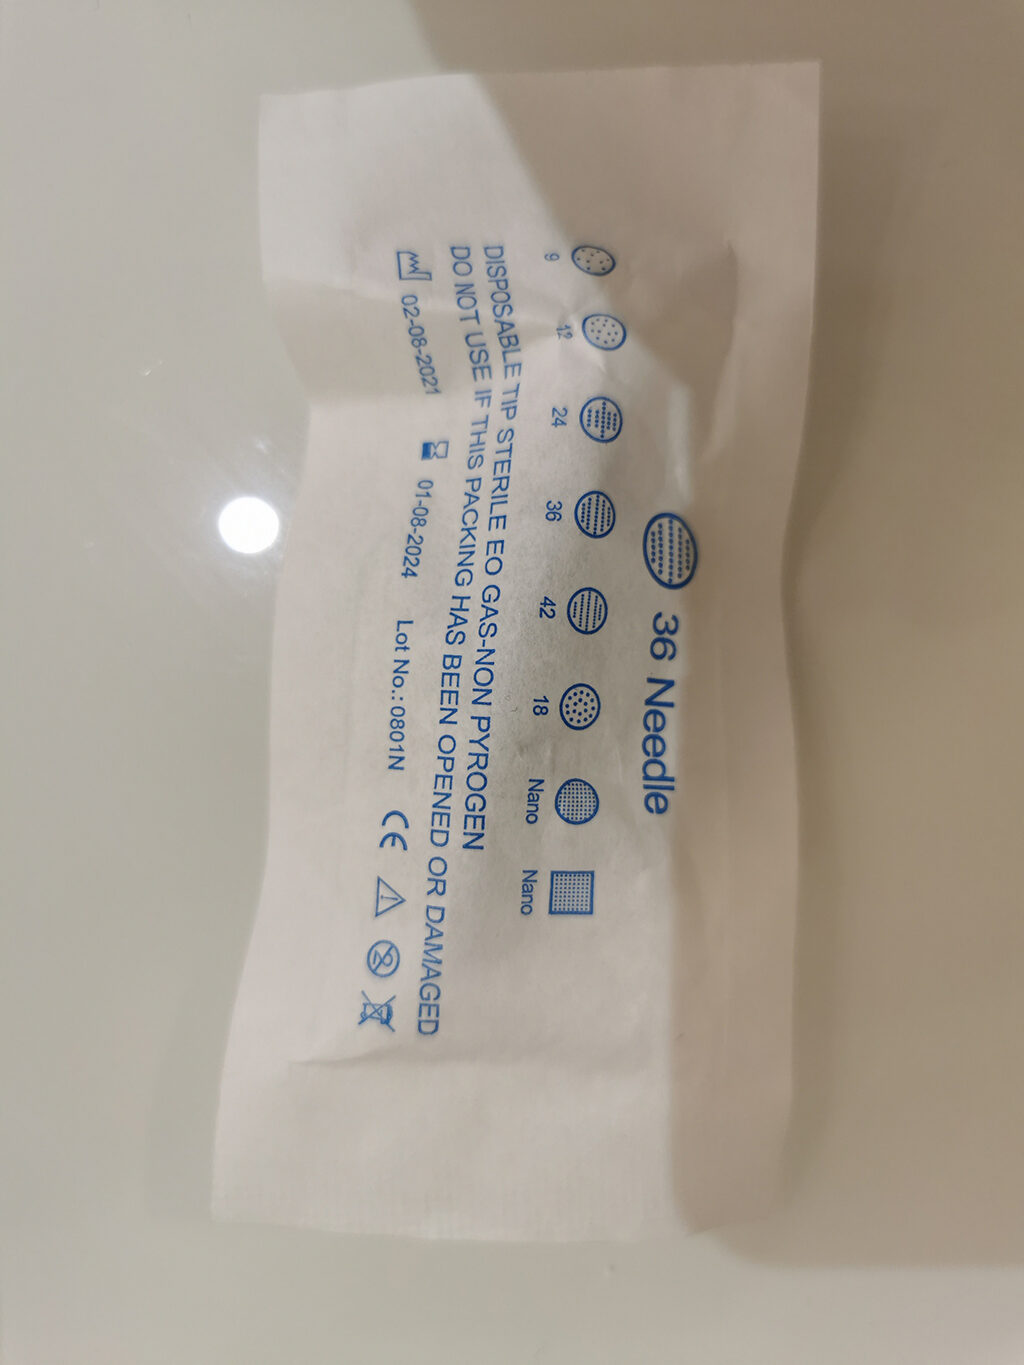 36 Needle
9 12 24 36 42 18 Nano Nano
DISPOSABLE TIP STERILE EO GAS-NON PYROGEN
DO NOT USE IF THIS PACKING HAS BEEN OPENED OR DAMAGED
02-08-2021 01-08-2024 Lot No.: 0801N CE